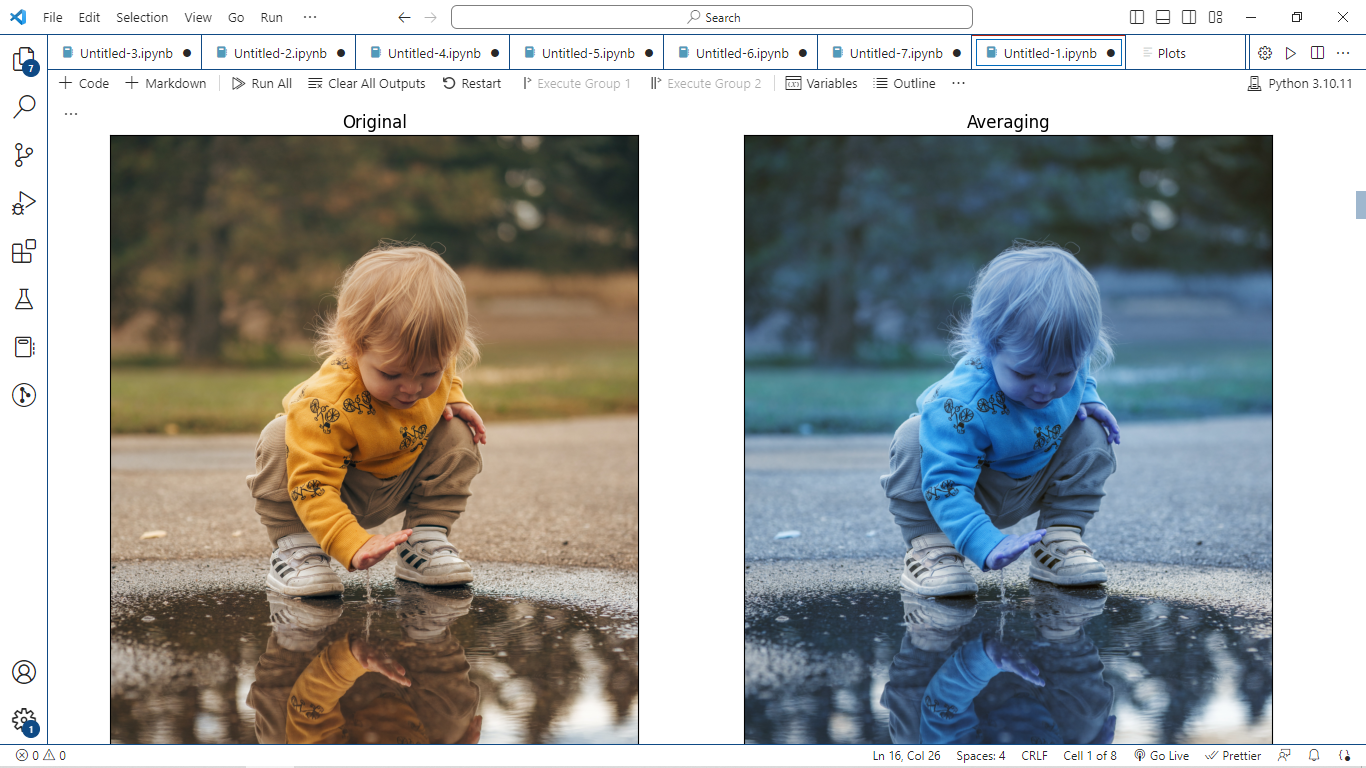 File Edit Selection View Go Run ··· Search
7
Untitled-3.ipynb Untitled-2.ipynb Untitled-4.ipynb Untitled-5.ipynb Untitled-6.ipynb Untitled-7.ipynb Untitled-1.ipynb Plots ···
+ Code + Markdown Run All Clear All Outputs Restart Execute Group 1 Execute Group 2 Variables Outline ··· Python 3.10.11
···
Original Averaging
1
0 0 Ln 16, Col 26 Spaces: 4 CRLF Cell 1 of 8 Go Live Prettier